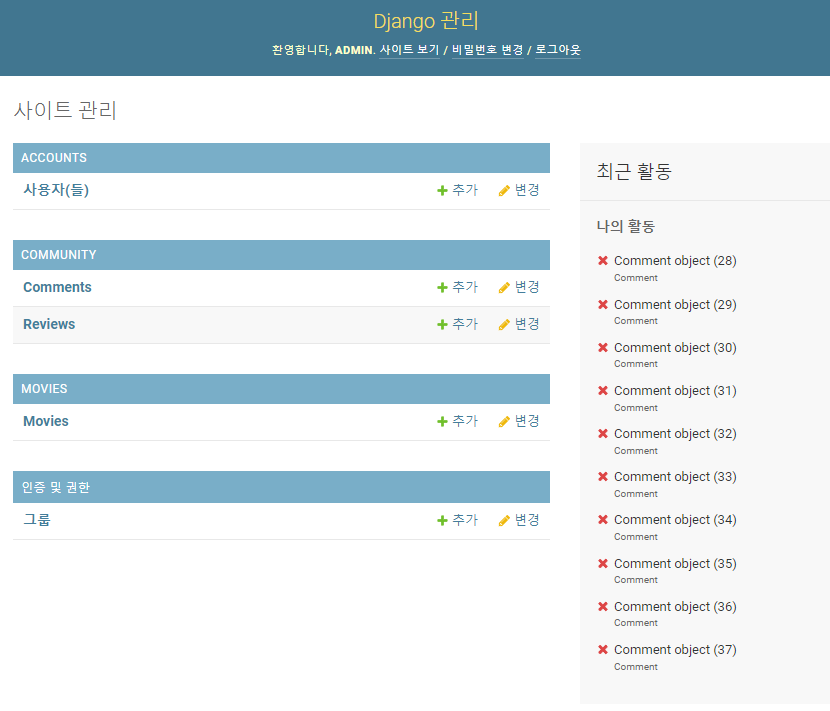 Django 관리
환영합니다, ADMIN. 사이트 보기 / 비밀번호 변경 / 로그아웃
사이트 관리
ACCOUNTS
사용자(들) 추가 변경
COMMUNITY
Comments 추가 변경
Reviews 추가 변경
MOVIES
Movies 추가 변경
인증 및 권한
그룹 추가 변경
최근 활동
나의 활동
Comment object (28)
Comment
Comment object (29)
Comment
Comment object (30)
Comment
Comment object (31)
Comment
Comment object (32)
Comment
Comment object (33)
Comment
Comment object (34)
Comment
Comment object (35)
Comment
Comment object (36)
Comment
Comment object (37)
Comment